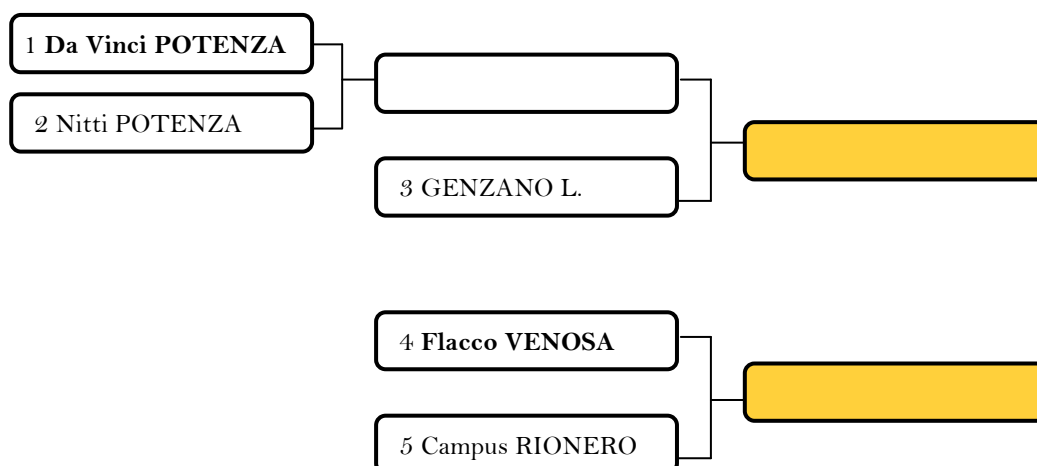 1 Da Vinci POTENZA
2 Nitti POTENZA
3 GENZANO L.
4 Flacco VENOSA
5 Campus RIONERO